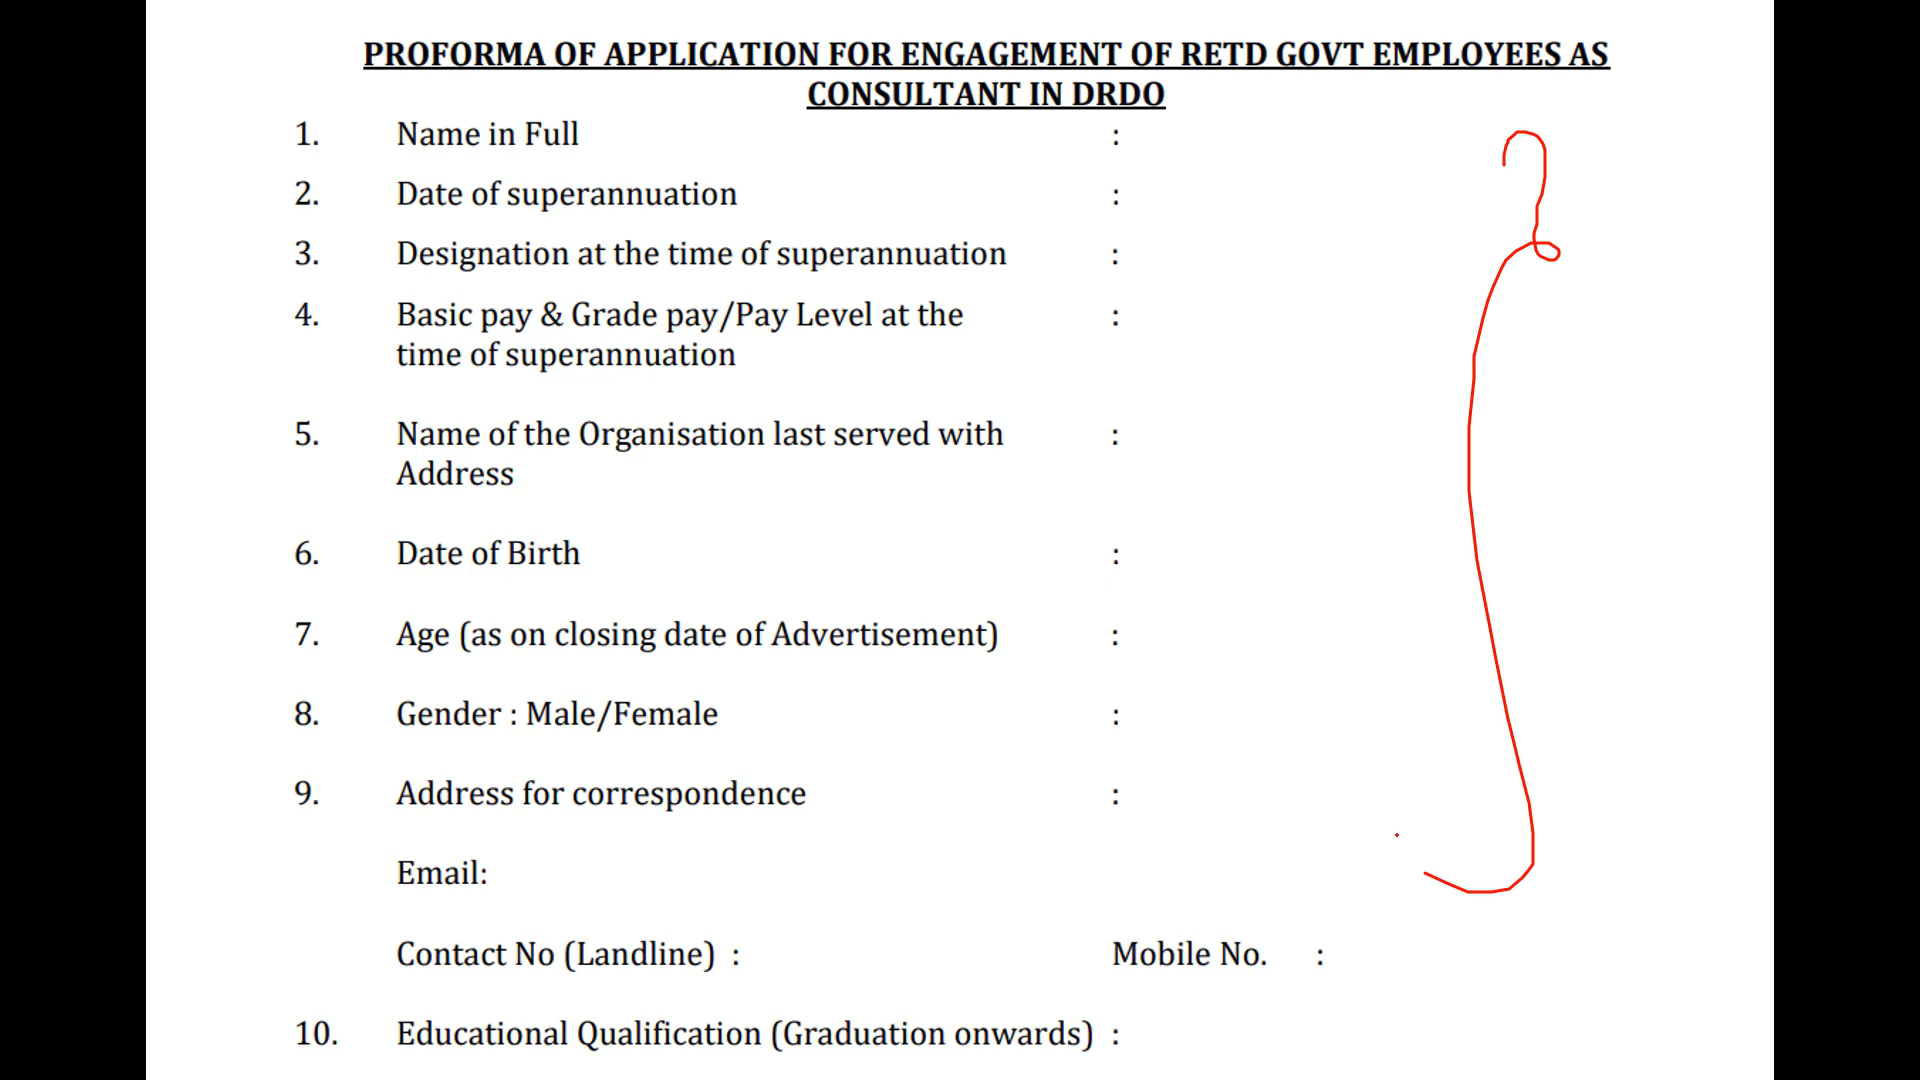 PROFORMA OF APPLICATION FOR ENGAGEMENT OF RETD GOVT EMPLOYEES AS
CONSULTANT IN DRDO
1. Name in Full :
2. Date of superannuation :
3. Designation at the time of superannuation :
4. Basic pay & Grade pay/Pay Level at the :
time of superannuation
5. Name of the Organisation last served with :
Address
6. Date of Birth :
7. Age (as on closing date of Advertisement) :
8. Gender : Male/Female :
9. Address for correspondence :
Email:
Contact No (Landline) : Mobile No. :
10. Educational Qualification (Graduation onwards) :